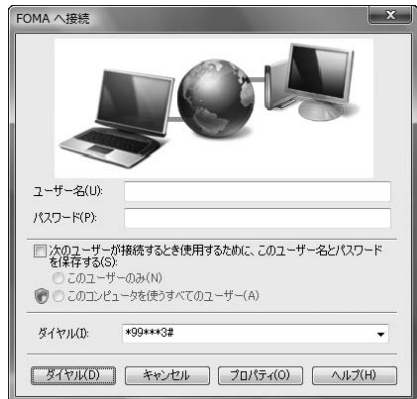 FOMA へ接続
ユーザー名(U):
パスワード(P):
次のユーザーが接続するとき使用するために、このユーザー名とパスワード
を保存する(S):
このユーザーのみ(N)
このコンピュータを使うすべてのユーザー(A)
ダイヤル(I):
*99***3#
ダイヤル(D) キャンセル プロパティ(O) ヘルプ(H)